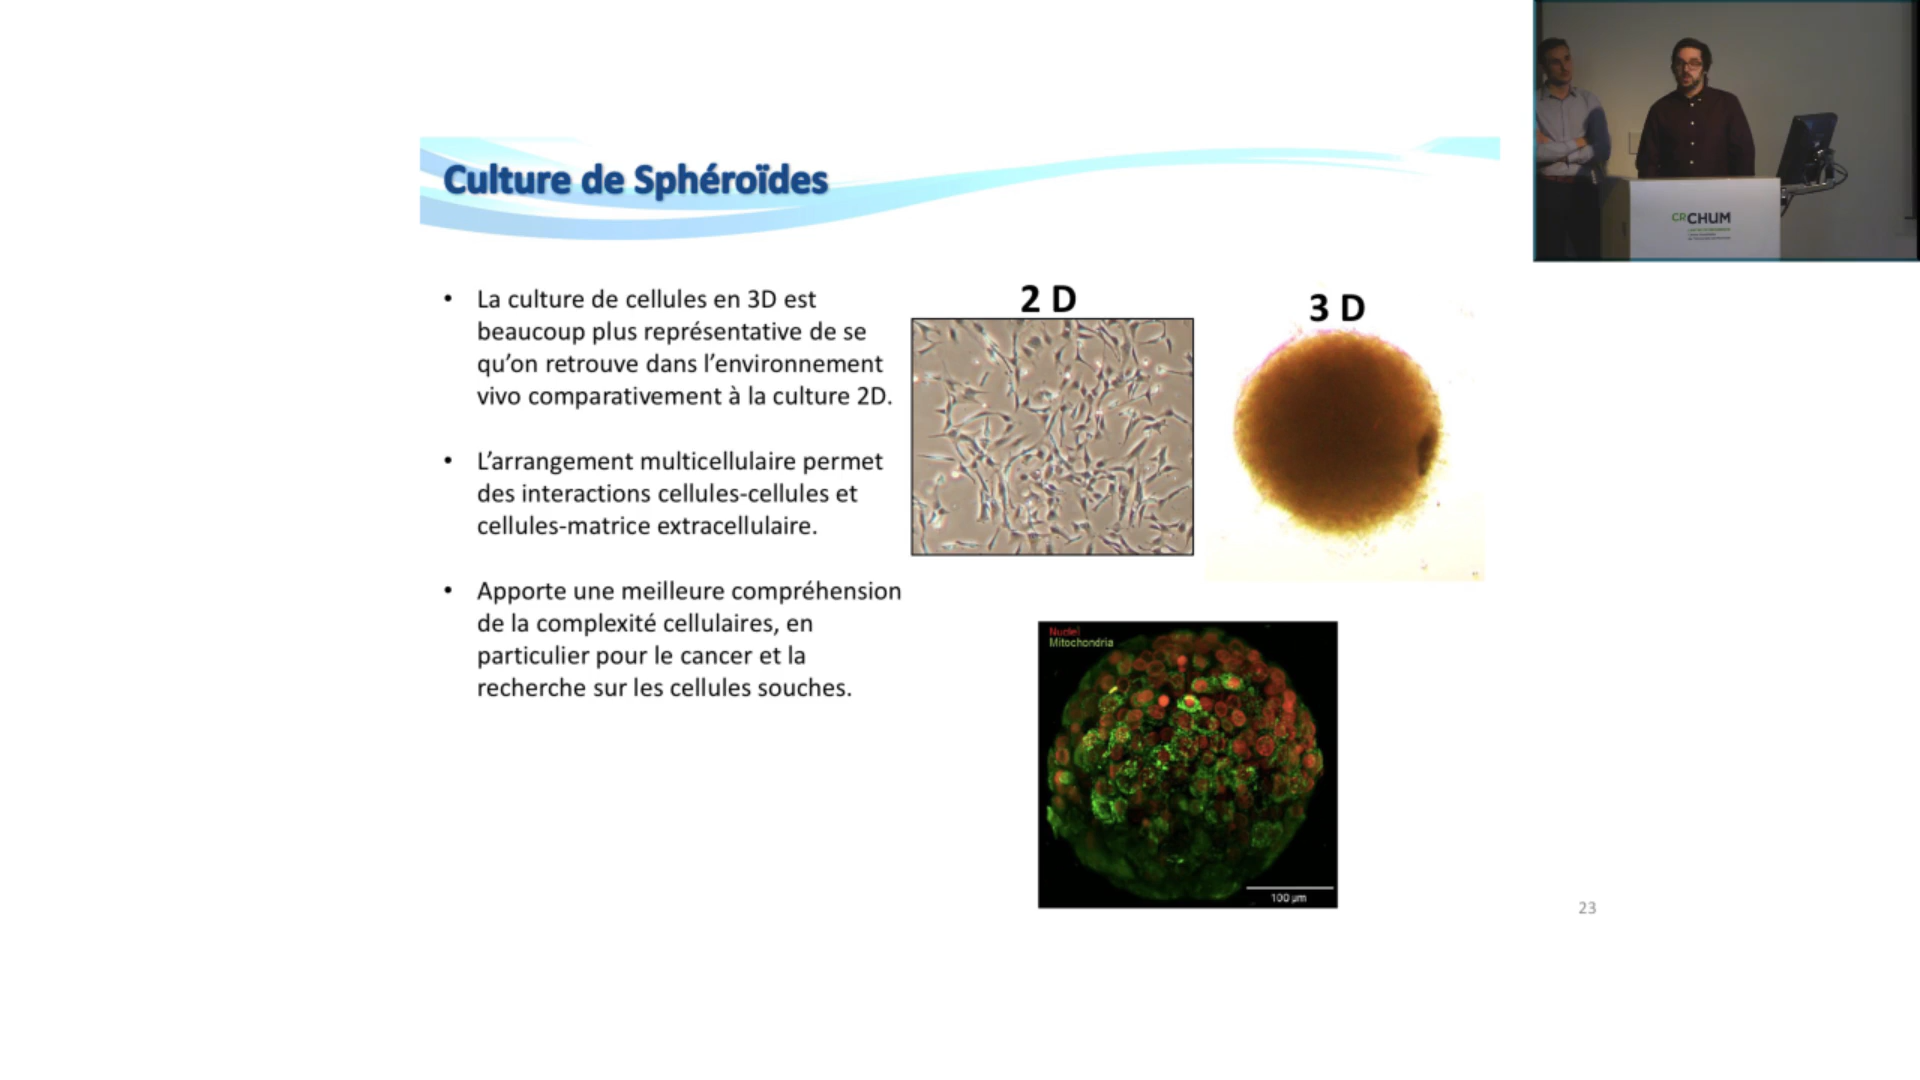 Culture de Sphéroïdes
• La culture de cellules en 3D est
beaucoup plus représentative de se
qu’on retrouve dans l’environnement
vivo comparativement à la culture 2D.
• L’arrangement multicellulaire permet
des interactions cellules-cellules et
cellules-matrice extracellulaire.
• Apporte une meilleure compréhension
de la complexité cellulaires, en
particulier pour le cancer et la
recherche sur les cellules souches.
2 D
3 D
Nuclei
Mitochondria
100 µm
23
CRCHUM